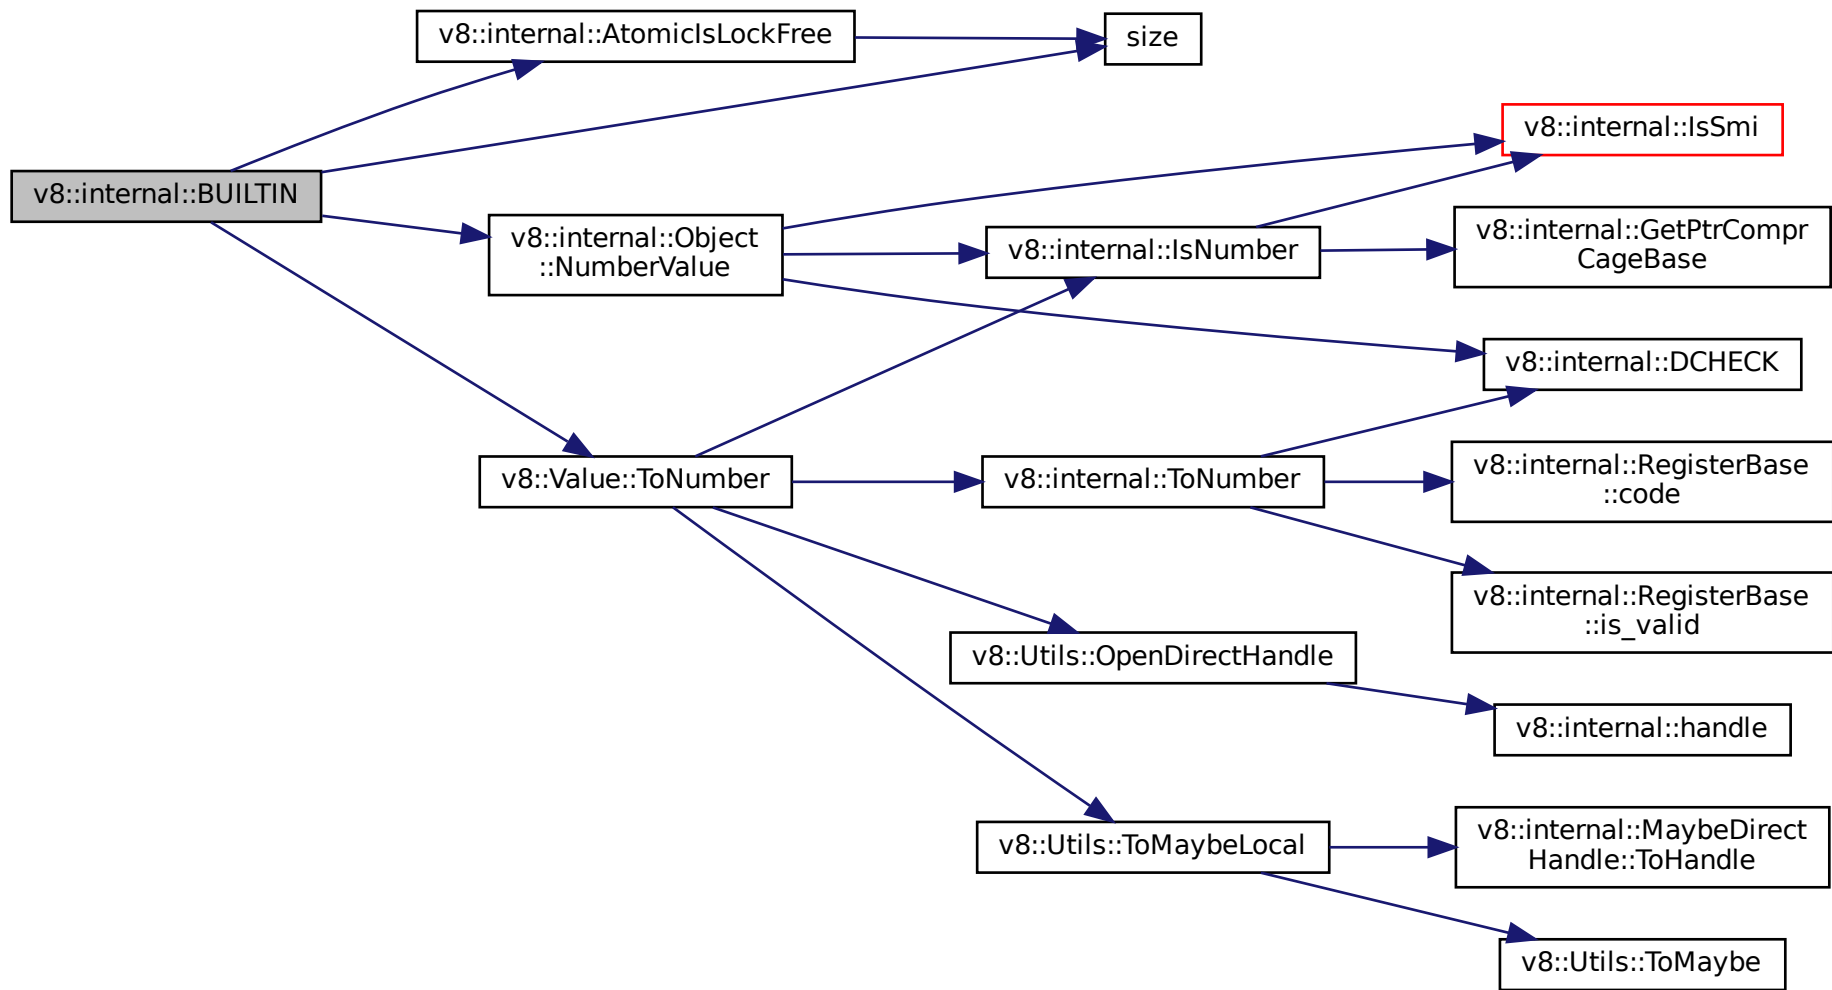 v8::internal::AtomicIsLockFree
size
v8::internal::IsSmi
v8::internal::BUILTIN
v8::internal::Object
::NumberValue
v8::internal::IsNumber
v8::internal::GetPtrCompr
CageBase
v8::internal::DCHECK
v8::Value::ToNumber
v8::internal::ToNumber
v8::internal::RegisterBase
::code
v8::internal::RegisterBase
::is_valid
v8::Utils::OpenDirectHandle
v8::internal::handle
v8::Utils::ToMaybeLocal
v8::internal::MaybeDirect
Handle::ToHandle
v8::Utils::ToMaybe